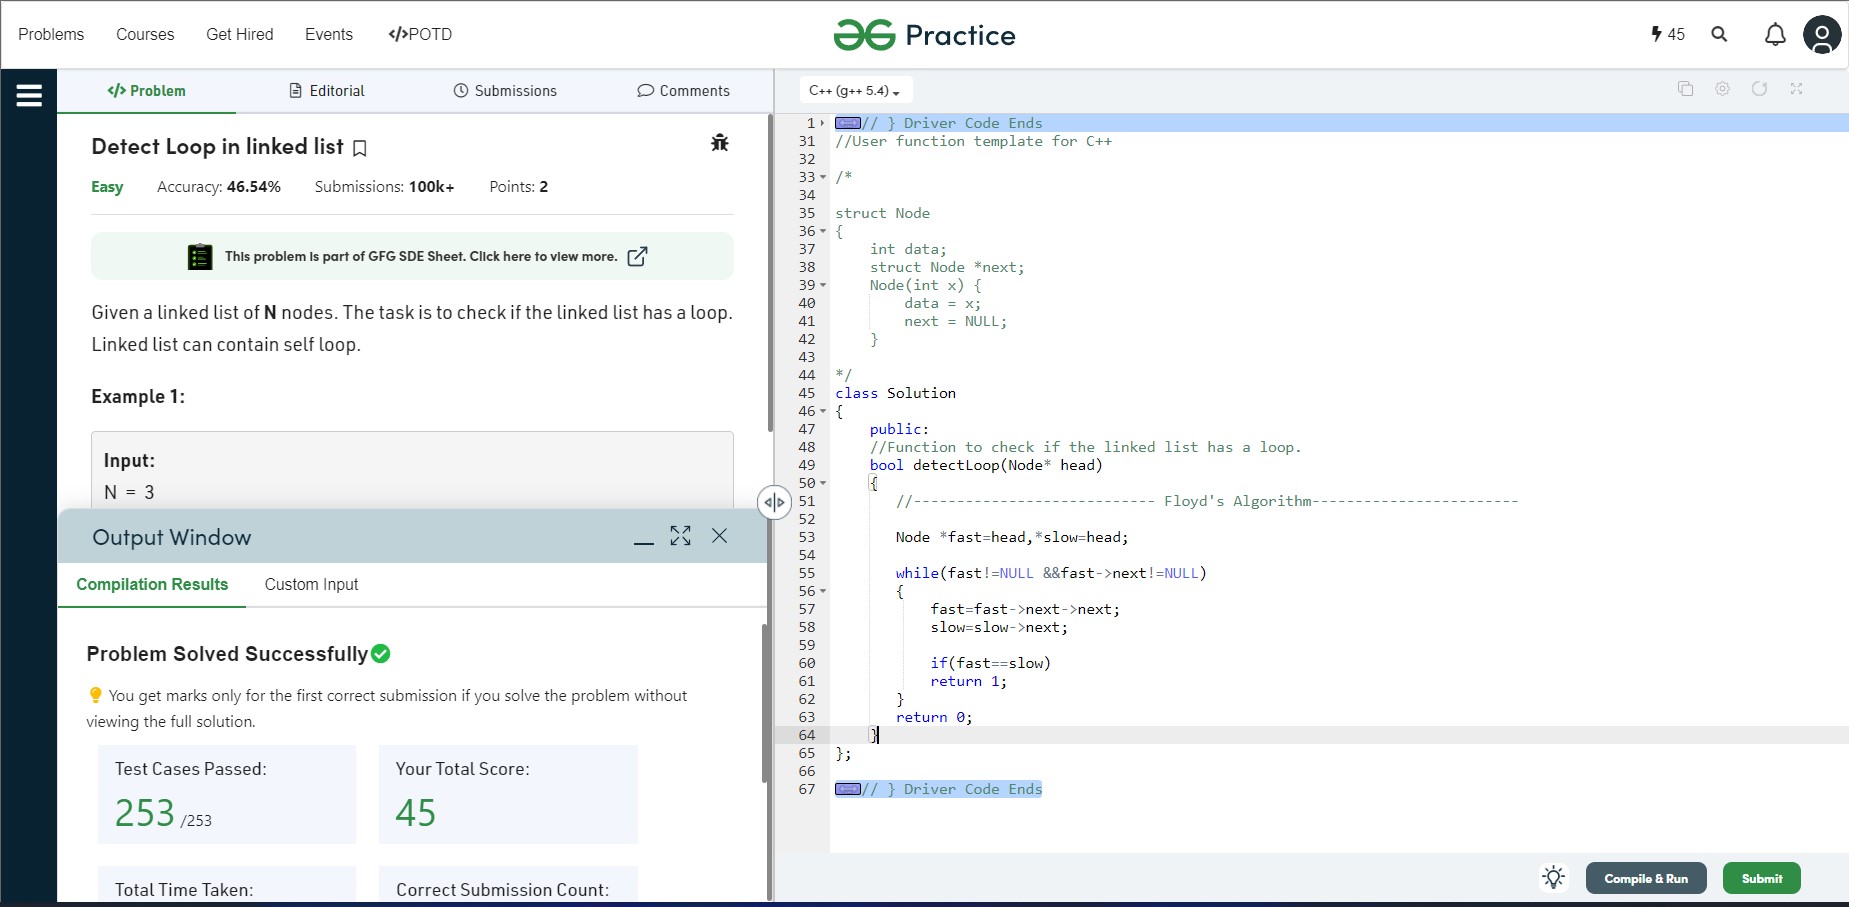 Problems Courses Get Hired Events </>POTD
Practice
45
</> Problem Editorial Submissions Comments
Detect Loop in linked list
Easy Accuracy: 46.54% Submissions: 100k+ Points: 2
This problem is part of GFG SDE Sheet. Click here to view more.
Given a linked list of N nodes. The task is to check if the linked list has a loop.
Linked list can contain self loop.
Example 1:
Input:
N = 3
Output Window
Compilation Results Custom Input
Problem Solved Successfully
You get marks only for the first correct submission if you solve the problem without
viewing the full solution.
Test Cases Passed:
253 /253
Your Total Score:
45
Total Time Taken:
Correct Submission Count:
C++ (g++ 5.4)
1 // } Driver Code Ends
31 //User function template for C++
32
33 /*
34
35 struct Node
36 {
37     int data;
38     struct Node *next;
39     Node(int x) {
40         data = x;
41         next = NULL;
42     }
43
44 */
45 class Solution
46 {
47     public:
48     //Function to check if the linked list has a loop.
49     bool detectLoop(Node* head)
50     {
51        //---------------------------- Floyd's Algorithm------------------------
52
53        Node *fast=head,*slow=head;
54
55        while(fast!=NULL &&fast->next!=NULL)
56        {
57            fast=fast->next->next;
58            slow=slow->next;
59
60            if(fast==slow)
61            return 1;
62        }
63        return 0;
64     }
65 };
66
67 // } Driver Code Ends
Compile & Run
Submit